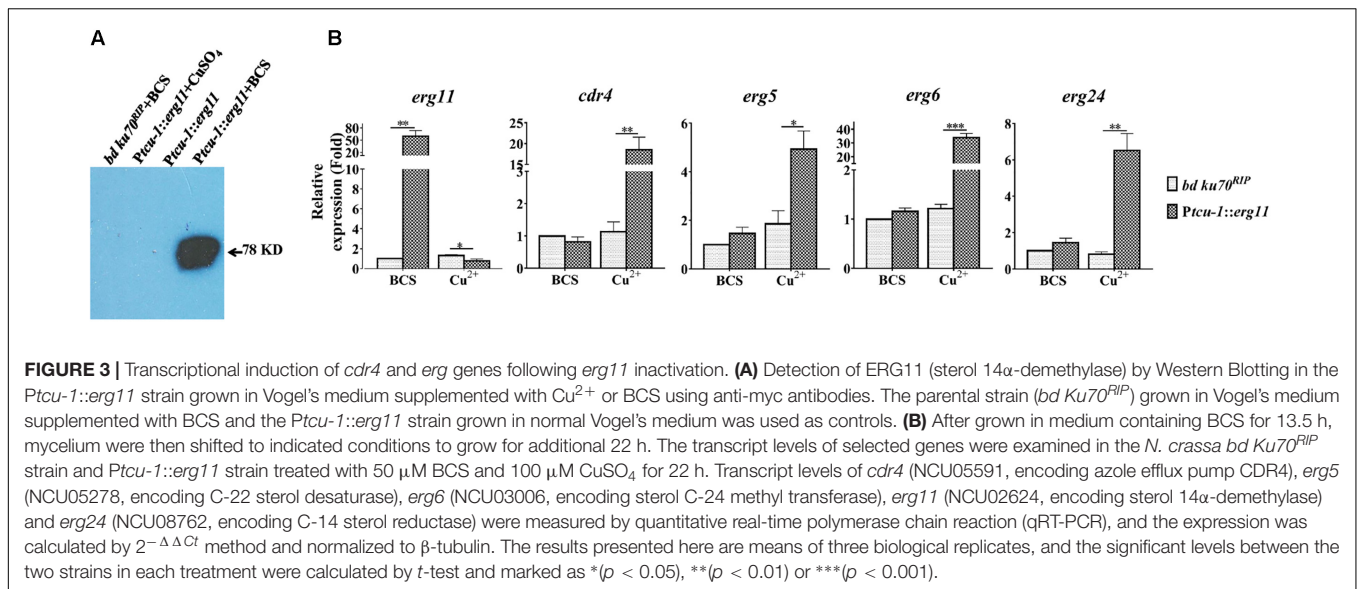 A
bd ku70^RIP+BCS
Ptcu-1::erg11+CuSO₄
Ptcu-1::erg11
Ptcu-1::erg11+BCS
←78 KD
B
Relative expression (Fold)
erg11
80
50
20
10
8
6
4
2
0
**
*
BCS
Cu²⁺
cdr4
25
20
15
3
2
1
0
**
BCS
Cu²⁺
erg5
6
4
2
0
*
BCS
Cu²⁺
erg6
40
30
20
2
1
0
***
BCS
Cu²⁺
erg24
8
6
4
2
0
**
BCS
Cu²⁺
bd ku70^RIP
Ptcu-1::erg11
FIGURE 3 | Transcriptional induction of cdr4 and erg genes following erg11 inactivation. (A) Detection of ERG11 (sterol 14α-demethylase) by Western Blotting in the
Ptcu-1::erg11 strain grown in Vogel's medium supplemented with Cu²⁺ or BCS using anti-myc antibodies. The parental strain (bd Ku70^RIP) grown in Vogel's medium
supplemented with BCS and the Ptcu-1::erg11 strain grown in normal Vogel's medium was used as controls. (B) After grown in medium containing BCS for 13.5 h,
mycelium were then shifted to indicated conditions to grow for additional 22 h. The transcript levels of selected genes were examined in the N. crassa bd Ku70^RIP
strain and Ptcu-1::erg11 strain treated with 50 μM BCS and 100 μM CuSO₄ for 22 h. Transcript levels of cdr4 (NCU05591, encoding azole efflux pump CDR4), erg5
(NCU05278, encoding C-22 sterol desaturase), erg6 (NCU03006, encoding sterol C-24 methyl transferase), erg11 (NCU02624, encoding sterol 14α-demethylase)
and erg24 (NCU08762, encoding C-14 sterol reductase) were measured by quantitative real-time polymerase chain reaction (qRT-PCR), and the expression was
calculated by 2^−ΔΔCt method and normalized to β-tubulin. The results presented here are means of three biological replicates, and the significant levels between the
two strains in each treatment were calculated by t-test and marked as *(p < 0.05), **(p < 0.01) or ***(p < 0.001).